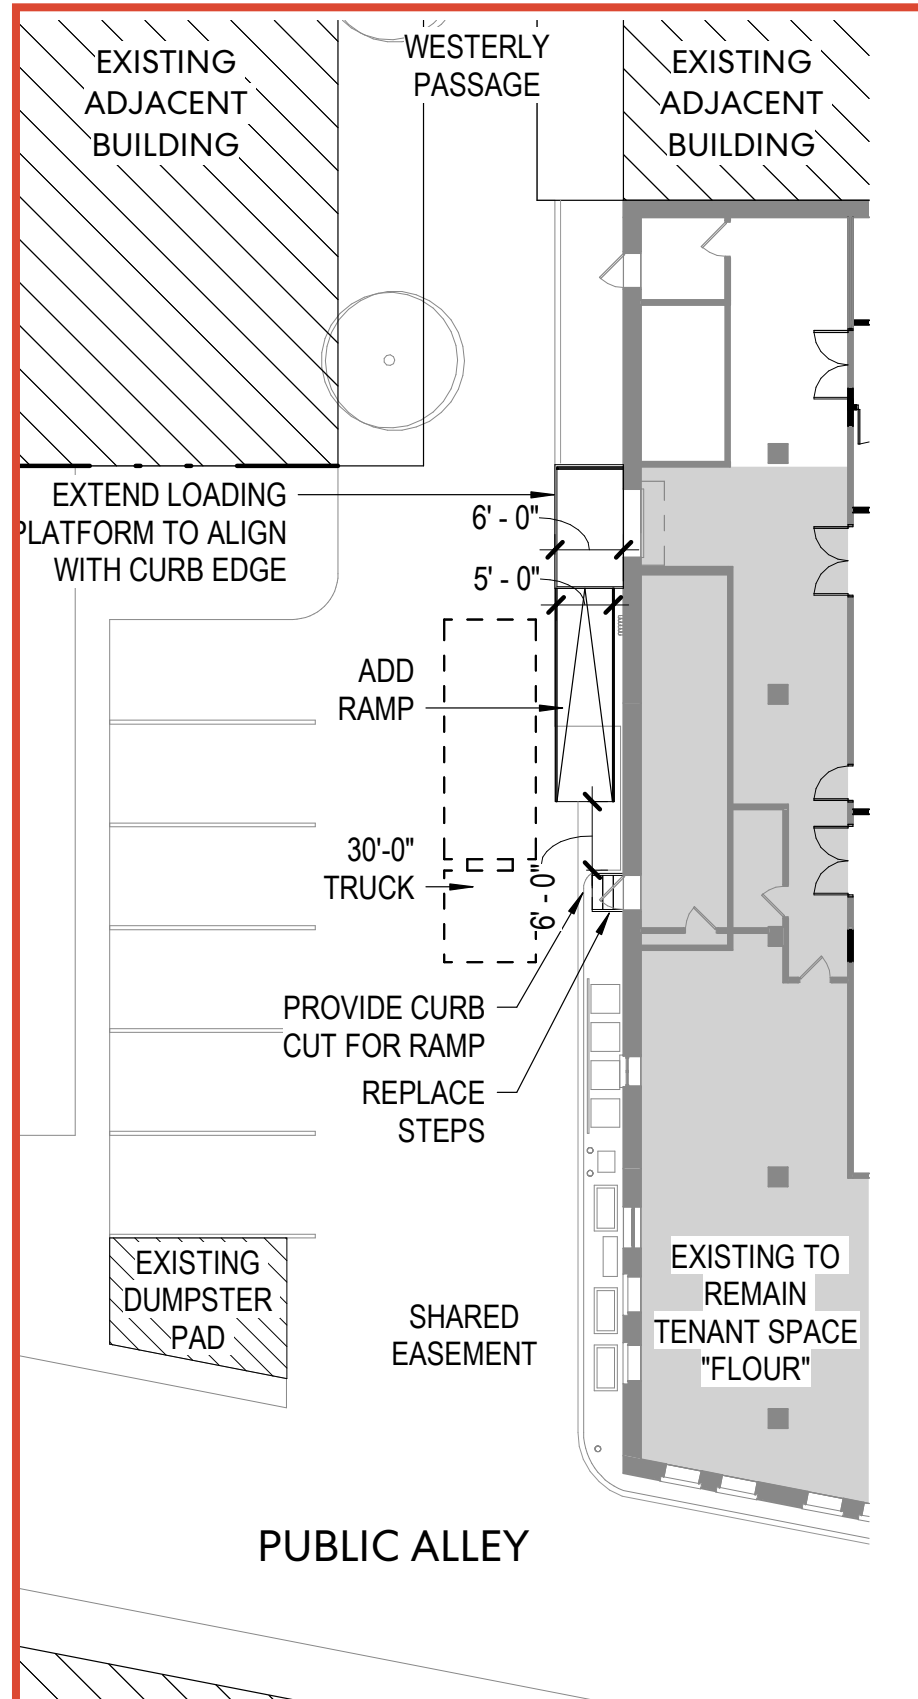 EXISTING
ADJACENT
BUILDING
WESTERLY
PASSAGE
EXISTING
ADJACENT
BUILDING
EXTEND LOADING
PLATFORM TO ALIGN
WITH CURB EDGE
6' - 0"
5' - 0"
ADD
RAMP
30'-0"
TRUCK
6' - 0"
PROVIDE CURB
CUT FOR RAMP
REPLACE
STEPS
EXISTING
DUMPSTER
PAD
SHARED
EASEMENT
EXISTING TO
REMAIN
TENANT SPACE
"FLOUR"
PUBLIC ALLEY